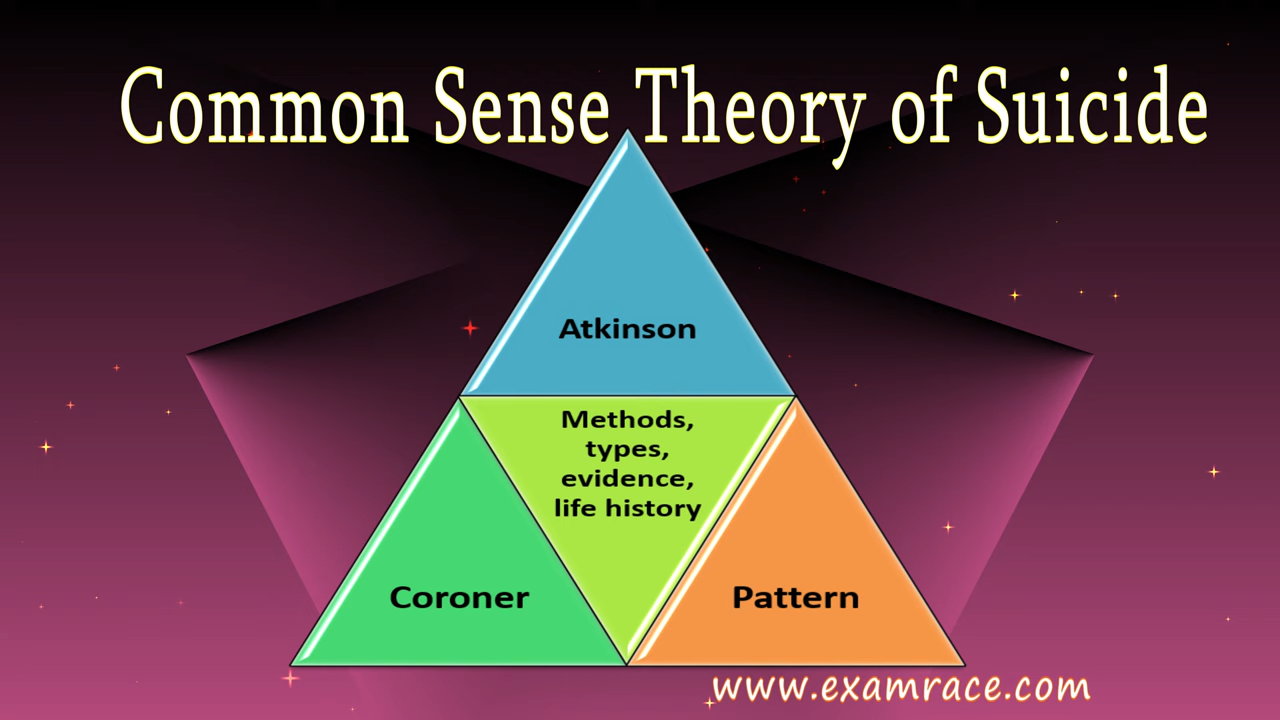 Common Sense Theory of Suicide
Atkinson
Methods,
types,
evidence,
life history
Coroner
Pattern
www.examrace.com